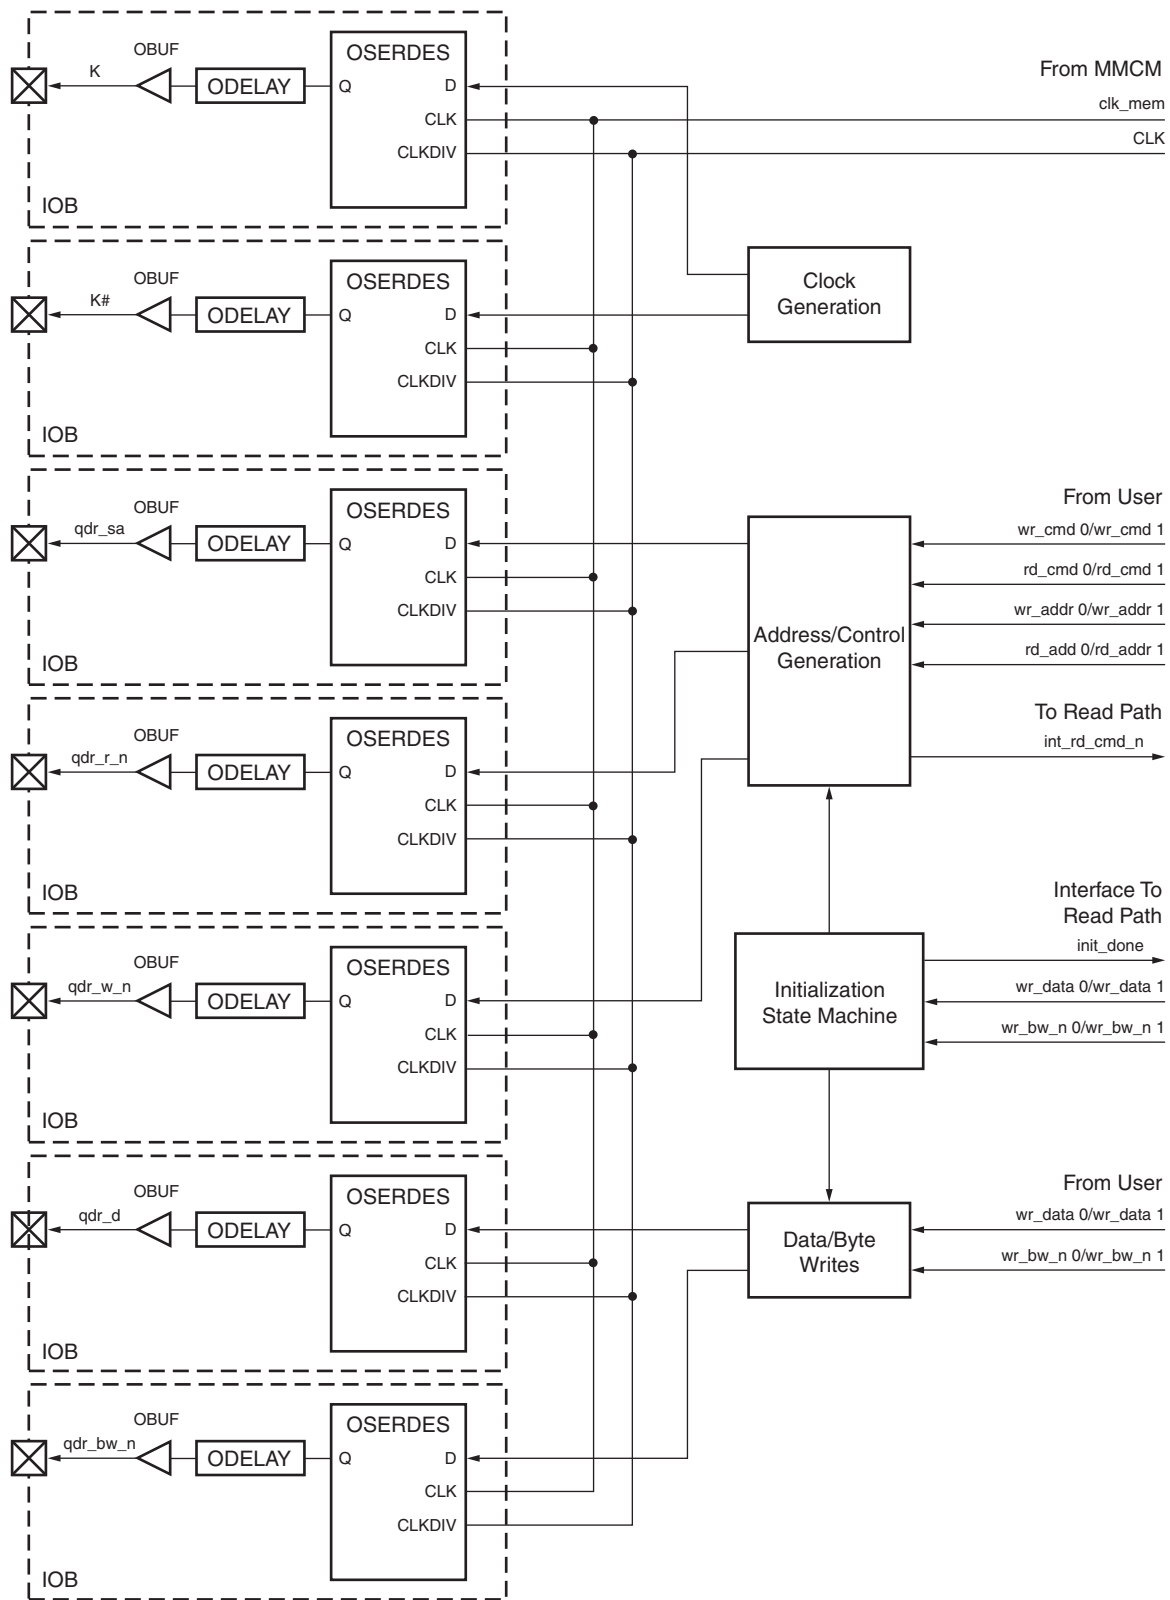 OSERDES
OBUF
K
ODELAY
Q
D
CLK
CLKDIV
IOB
From MMCM
clk_mem
CLK
OSERDES
OBUF
K#
ODELAY
Q
D
CLK
CLKDIV
IOB
Clock
Generation
OSERDES
OBUF
qdr_sa
ODELAY
Q
D
CLK
CLKDIV
IOB
Address/Control
Generation
From User
wr_cmd 0/wr_cmd 1
rd_cmd 0/rd_cmd 1
wr_addr 0/wr_addr 1
rd_add 0/rd_addr 1
To Read Path
int_rd_cmd_n
OSERDES
OBUF
qdr_r_n
ODELAY
Q
D
CLK
CLKDIV
IOB
Interface To
Read Path
init_done
wr_data 0/wr_data 1
wr_bw_n 0/wr_bw_n 1
Initialization
State Machine
OSERDES
OBUF
qdr_w_n
ODELAY
Q
D
CLK
CLKDIV
IOB
OSERDES
OBUF
qdr_d
ODELAY
Q
D
CLK
CLKDIV
IOB
Data/Byte
Writes
From User
wr_data 0/wr_data 1
wr_bw_n 0/wr_bw_n 1
OSERDES
OBUF
qdr_bw_n
ODELAY
Q
D
CLK
CLKDIV
IOB